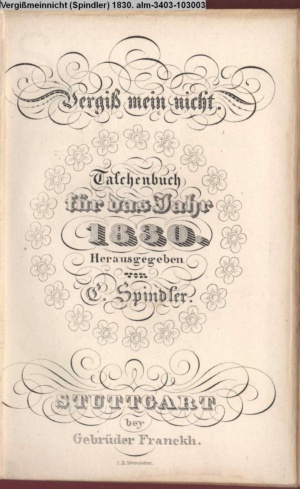 Vergißmeinnicht (Spindler) 1830. alm-3403-103003
Vergiß mein nicht.
Taschenbuch
für das Jahr
1830.
Herausgegeben
von
C. Spindler.
STUTTGART
bey
Gebrüder Franckh.